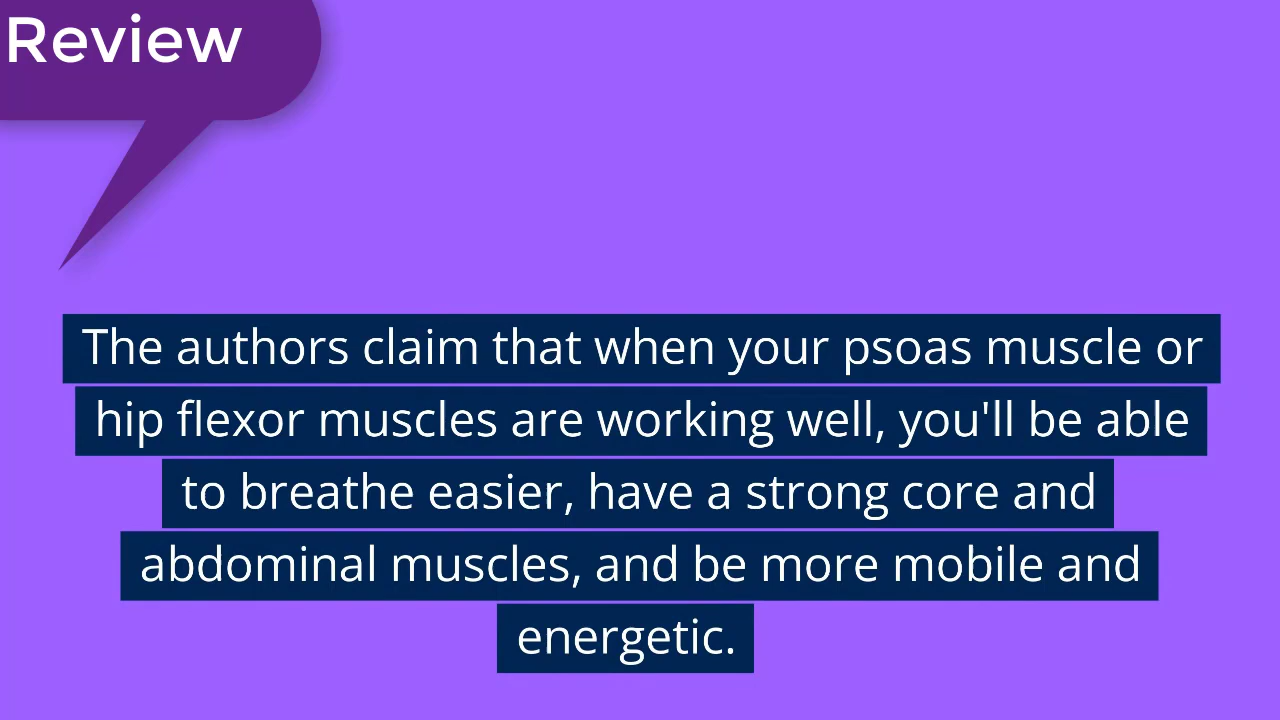 Review
The authors claim that when your psoas muscle or
hip flexor muscles are working well, you'll be able
to breathe easier, have a strong core and
abdominal muscles, and be more mobile and
energetic.